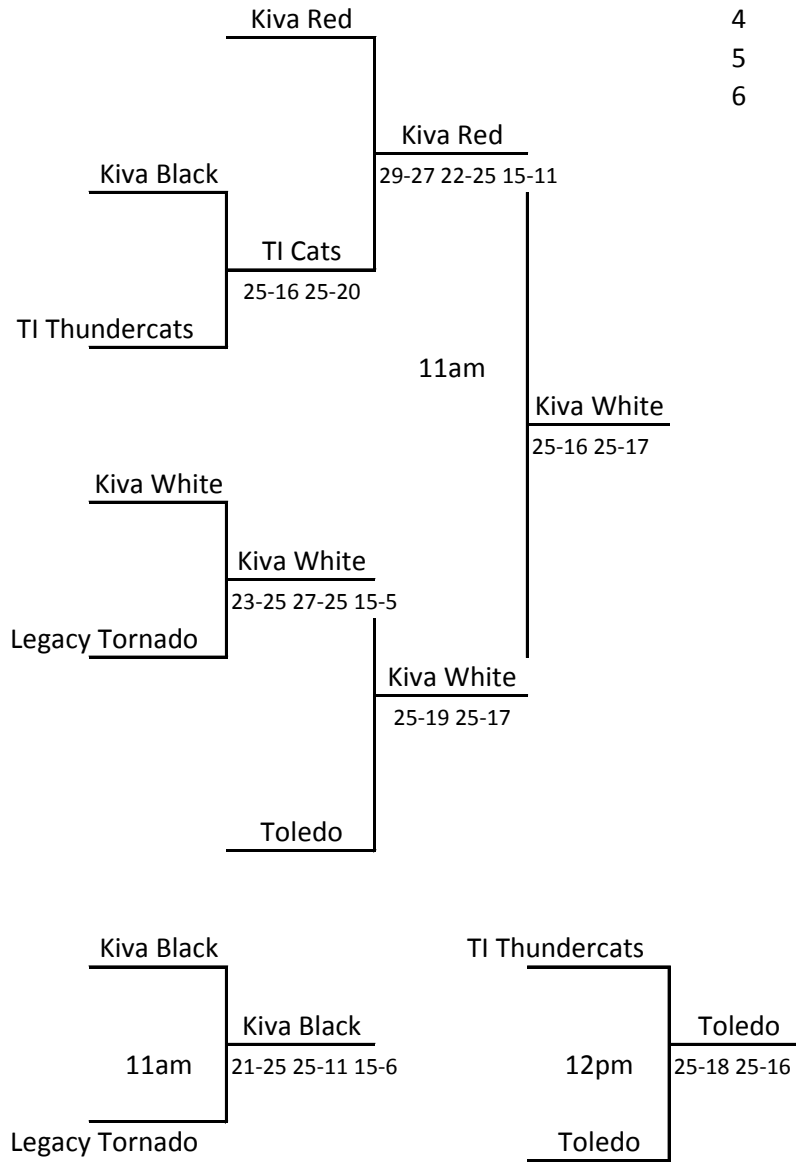 Kiva Red
4
5
6
Kiva Red
Kiva Black
29-27 22-25 15-11
TI Cats
25-16 25-20
TI Thundercats
11am
Kiva White
25-16 25-17
Kiva White
Kiva White
23-25 27-25 15-5
Legacy Tornado
Kiva White
25-19 25-17
Toledo
Kiva Black
TI Thundercats
Kiva Black
Toledo
11am
21-25 25-11 15-6
12pm
25-18 25-16
Legacy Tornado
Toledo